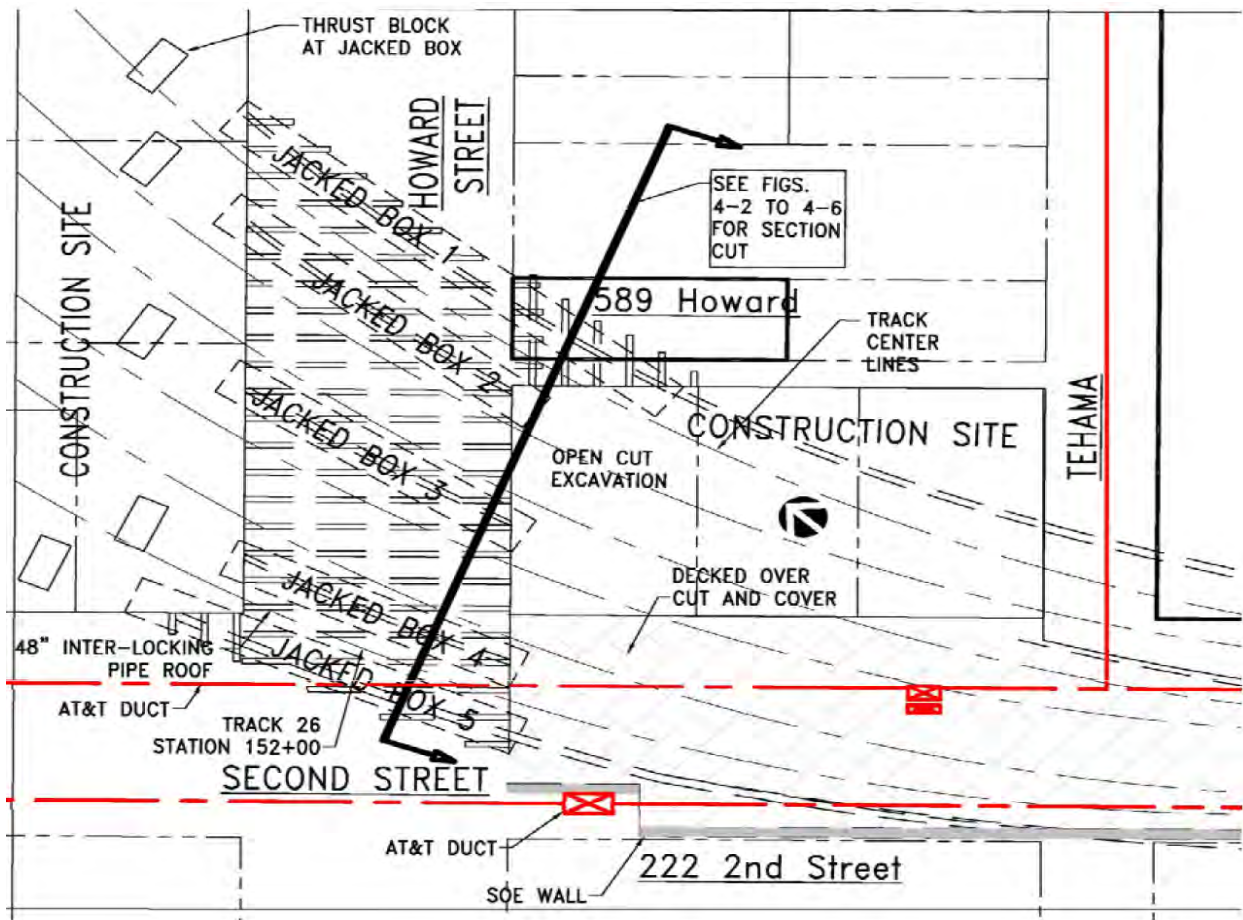 THRUST BLOCK
AT JACKED BOX
HOWARD
STREET
JACKED BOX 1
SEE FIGS.
4-2 TO 4-6
FOR SECTION
CUT
CONSTRUCTION SITE
JACKED BOX 2
589 Howard
TRACK
CENTER
LINES
JACKED BOX 3
CONSTRUCTION SITE
TEHAMA
OPEN CUT
EXCAVATION
JACKED BOX 4
DECKED OVER
CUT AND COVER
48" INTER-LOCKING
PIPE ROOF
JACKED BOX 5
AT&T DUCT
TRACK 26
STATION 152+00
SECOND STREET
AT&T DUCT
222 2nd Street
SOE WALL